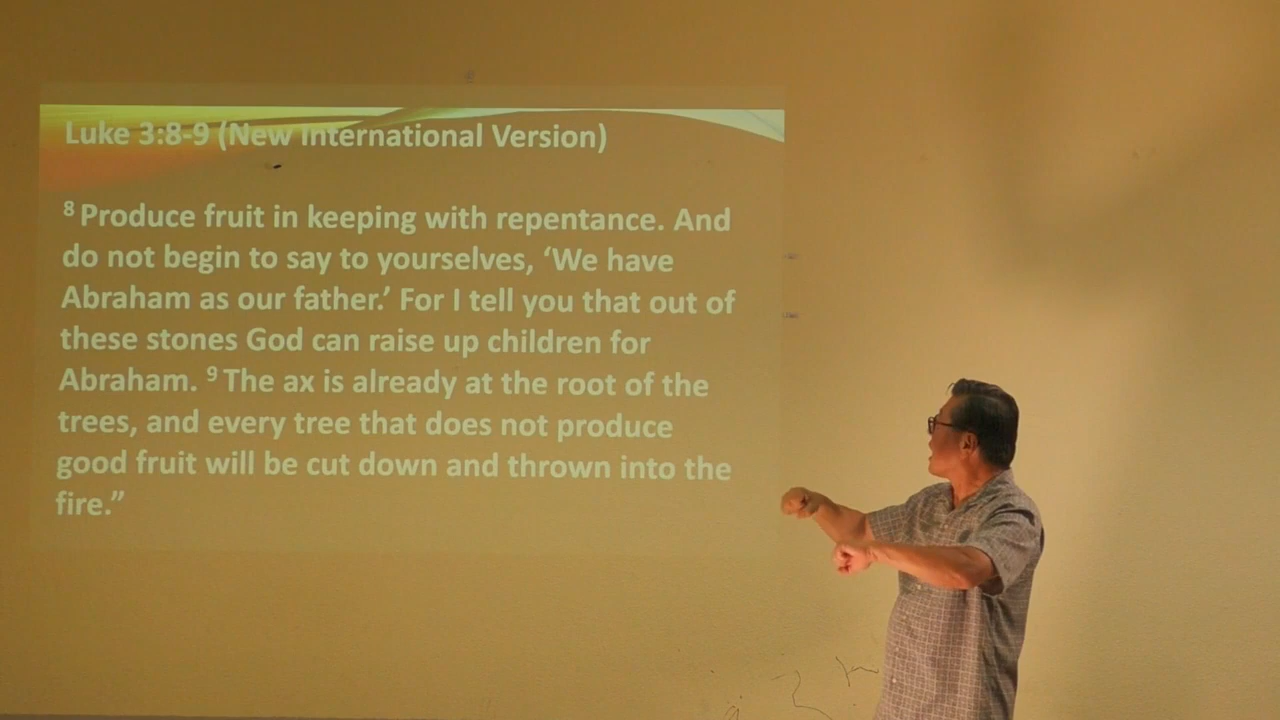 Luke 3:8-9 (New International Version)
⁸ Produce fruit in keeping with repentance. And
do not begin to say to yourselves, ‘We have
Abraham as our father.’ For I tell you that out of
these stones God can raise up children for
Abraham. ⁹ The ax is already at the root of the
trees, and every tree that does not produce
good fruit will be cut down and thrown into the
fire.”